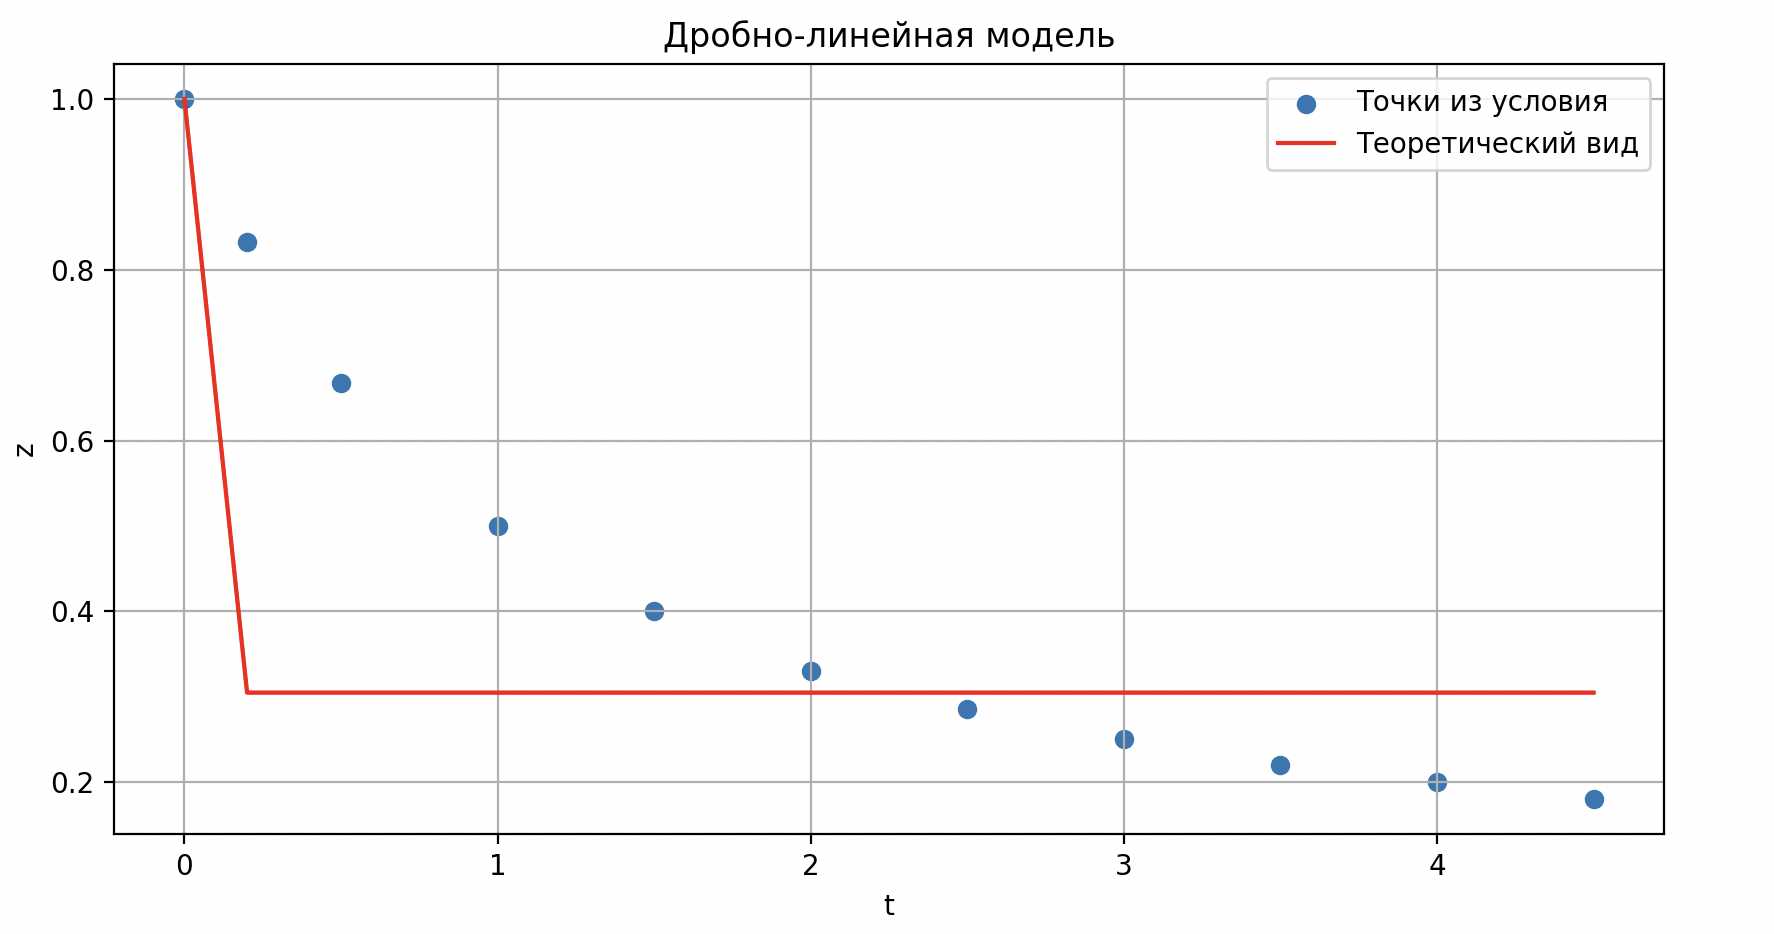 Дробно-линейная модель
Точки из условия
Теоретический вид
z
1.0
0.8
0.6
0.4
0.2
0 1 2 3 4
t